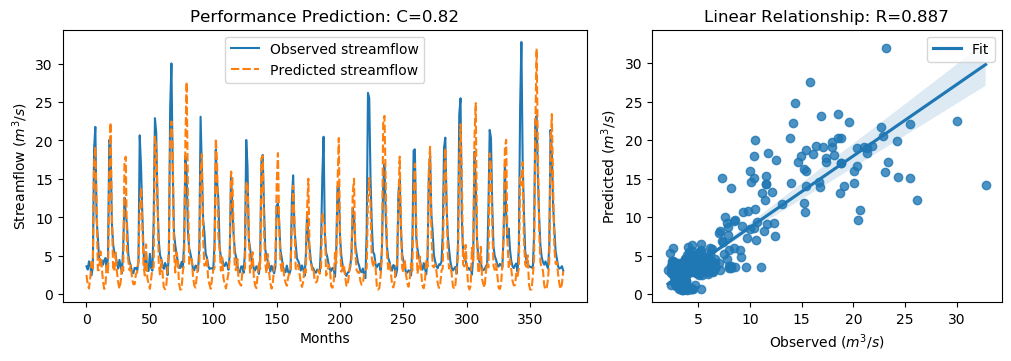 Performance Prediction: C=0.82
Observed streamflow
Predicted streamflow
Streamflow (m³/s)
30
25
20
15
10
5
0
0 50 100 150 200 250 300 350
Months
Linear Relationship: R=0.887
Fit
Predicted (m³/s)
30
25
20
15
10
5
0
5 10 15 20 25 30
Observed (m³/s)